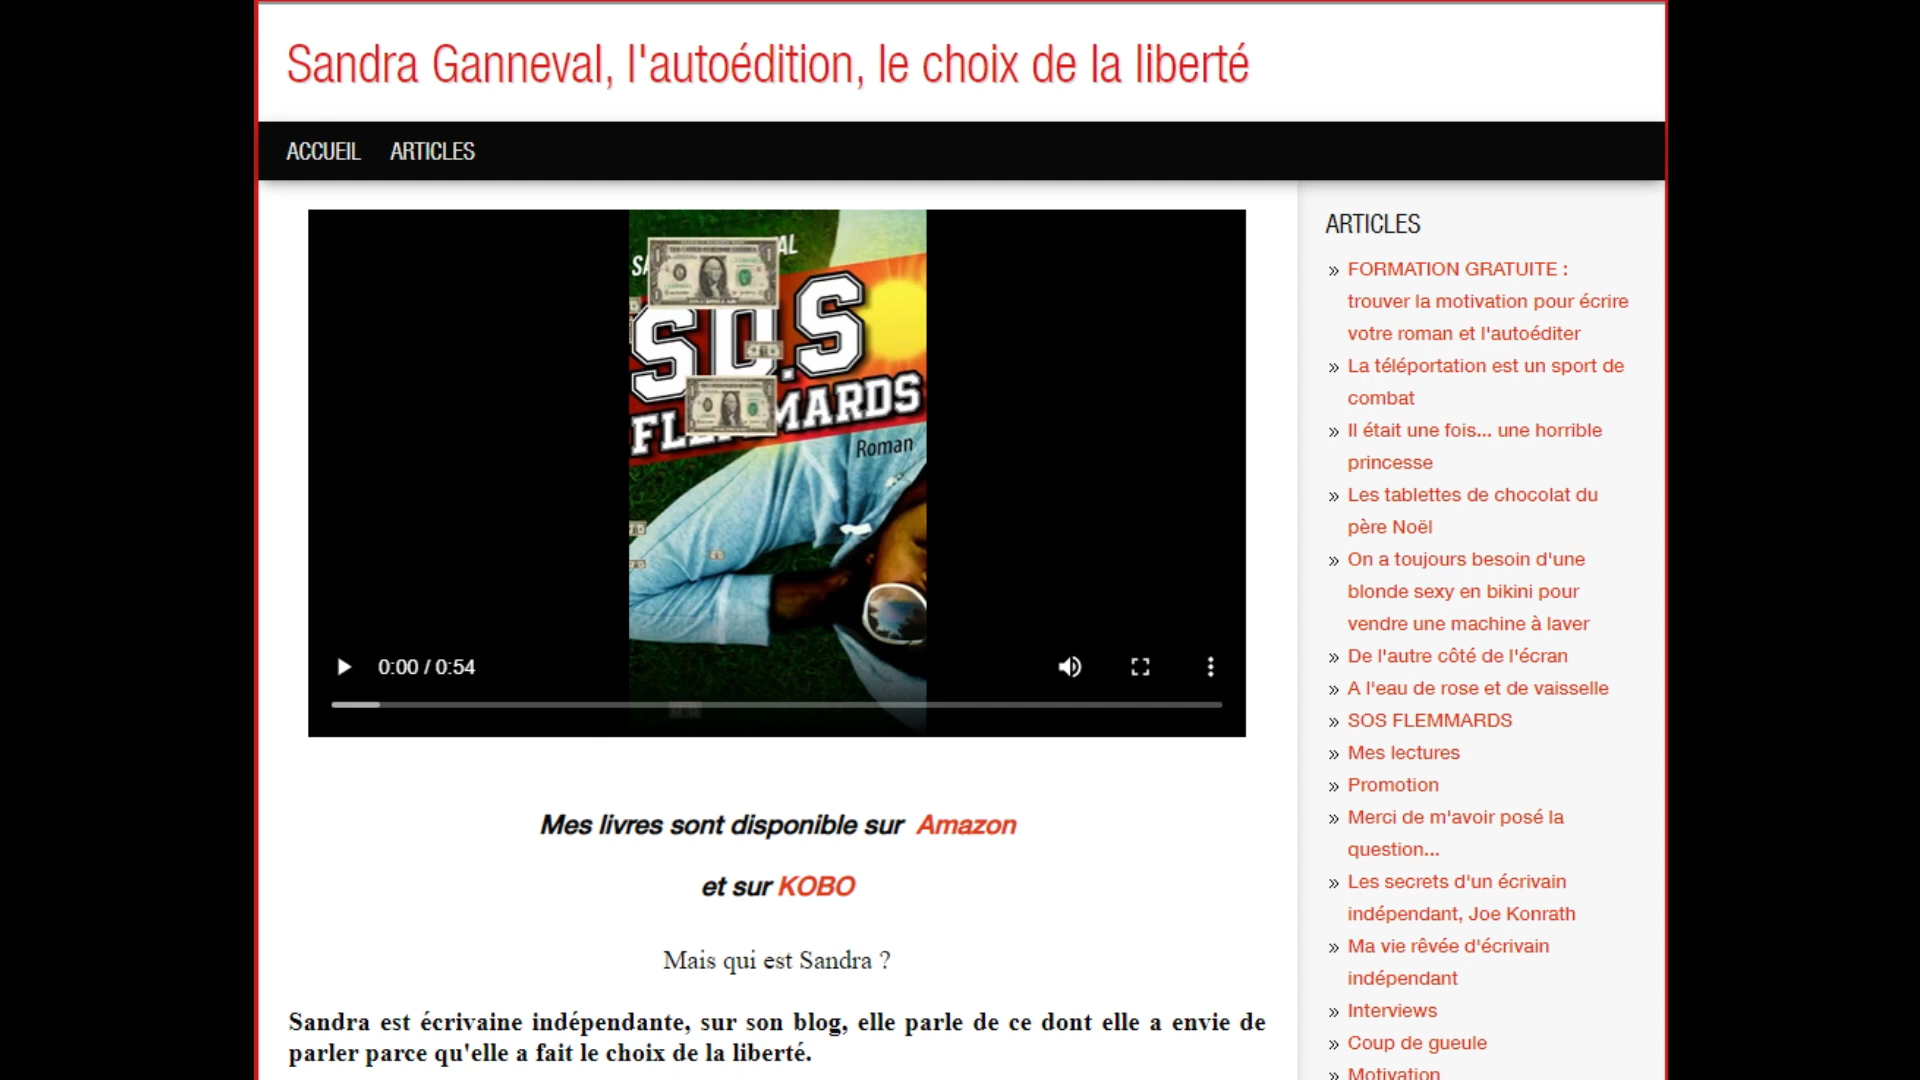 Sandra Ganneval, l'autoédition, le choix de la liberté
ACCUEIL ARTICLES
S.O.S
FLEMMARDS
Roman
0:00 / 0:54
Mes livres sont disponible sur Amazon
et sur KOBO
Mais qui est Sandra ?
Sandra est écrivaine indépendante, sur son blog, elle parle de ce dont elle a envie de
parler parce qu'elle a fait le choix de la liberté.
ARTICLES
» FORMATION GRATUITE :
trouver la motivation pour écrire
votre roman et l'autoéditer
» La téléportation est un sport de
combat
» Il était une fois... une horrible
princesse
» Les tablettes de chocolat du
père Noël
» On a toujours besoin d'une
blonde sexy en bikini pour
vendre une machine à laver
» De l'autre côté de l'écran
» A l'eau de rose et de vaisselle
» SOS FLEMMARDS
» Mes lectures
» Promotion
» Merci de m'avoir posé la
question...
» Les secrets d'un écrivain
indépendant, Joe Konrath
» Ma vie rêvée d'écrivain
indépendant
» Interviews
» Coup de gueule
» Motivation